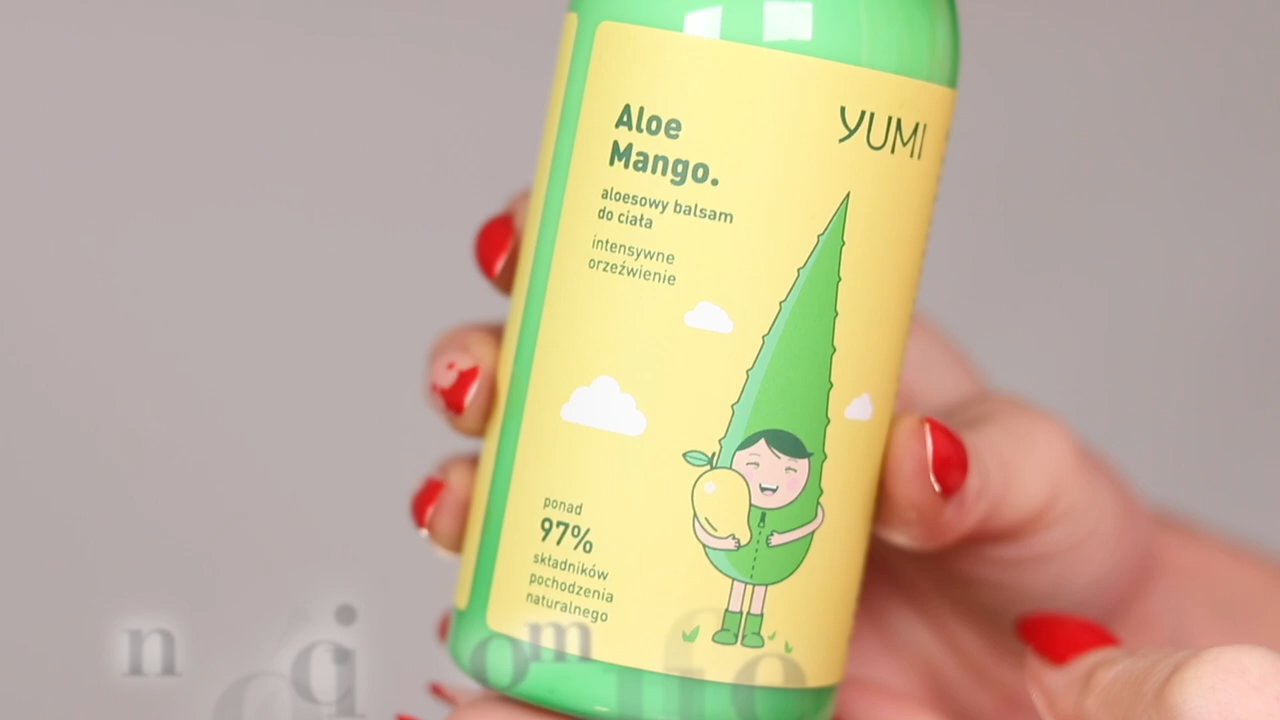 YUMI
Aloe
Mango.
aloesowy balsam
do ciała
intensywne
orzeźwienie
ponad
97%
składników
pochodzenia
naturalnego